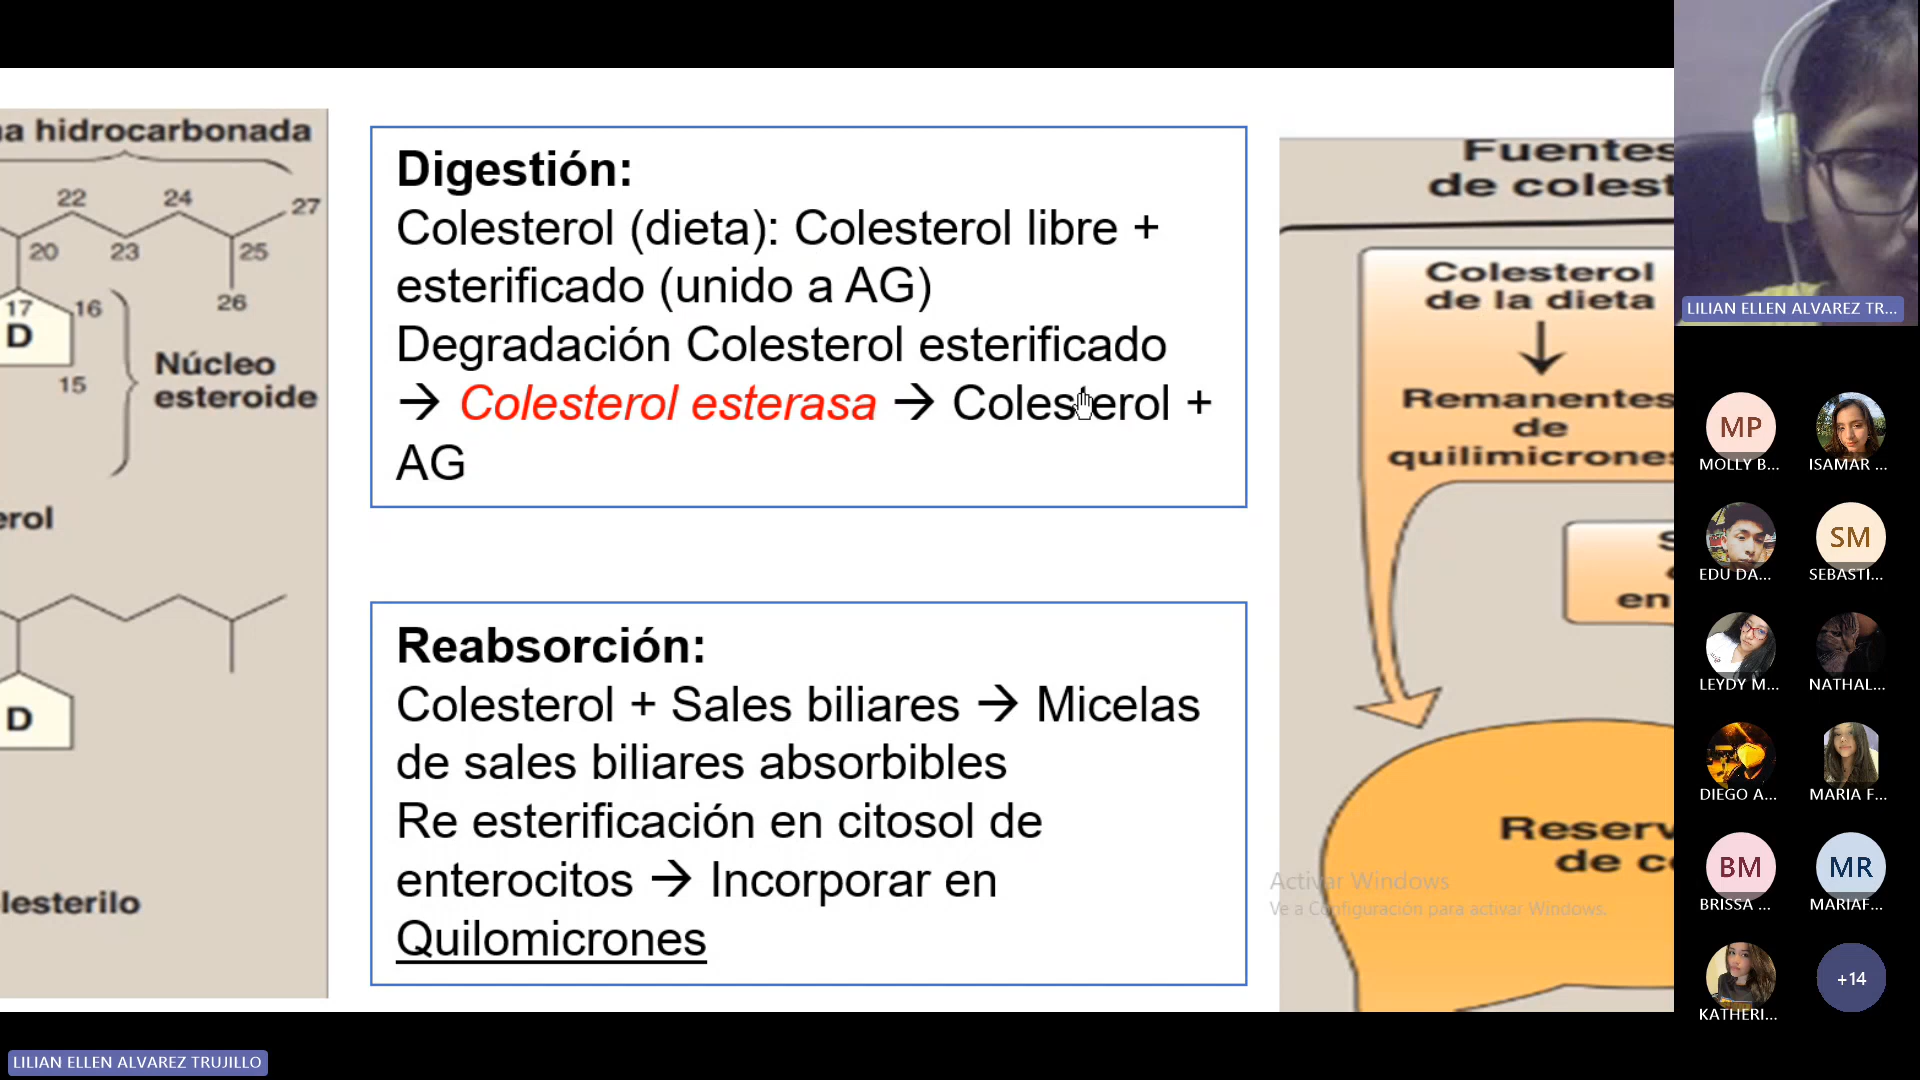 a hidrocarbonada
22
24
27
20
23
25
26
17
16
D
15
Núcleo
esteroide
erol
D
lesterilo
Digestión:
Colesterol (dieta): Colesterol libre +
esterificado (unido a AG)
Degradación Colesterol esterificado
→ Colesterol esterasa → Colesterol +
AG
Reabsorción:
Colesterol + Sales biliares → Micelas
de sales biliares absorbibles
Re esterificación en citosol de
enterocitos → Incorporar en
Quilomicrones
Fuentes
de colest
Colesterol
de la dieta
Remanentes
de
quilimicrones
en
Reserv
de co
Activar Windows
Ve a Configuración para activar Windows.
LILIAN ELLEN ALVAREZ TR...
MP
MOLLY B...
ISAMAR ...
EDU DA...
SM
SEBASTI...
LEYDY M...
NATHAL...
DIEGO A...
MARIA F...
BM
BRISSA ...
MR
MARIAF...
KATHERI...
+14
LILIAN ELLEN ALVAREZ TRUJILLO